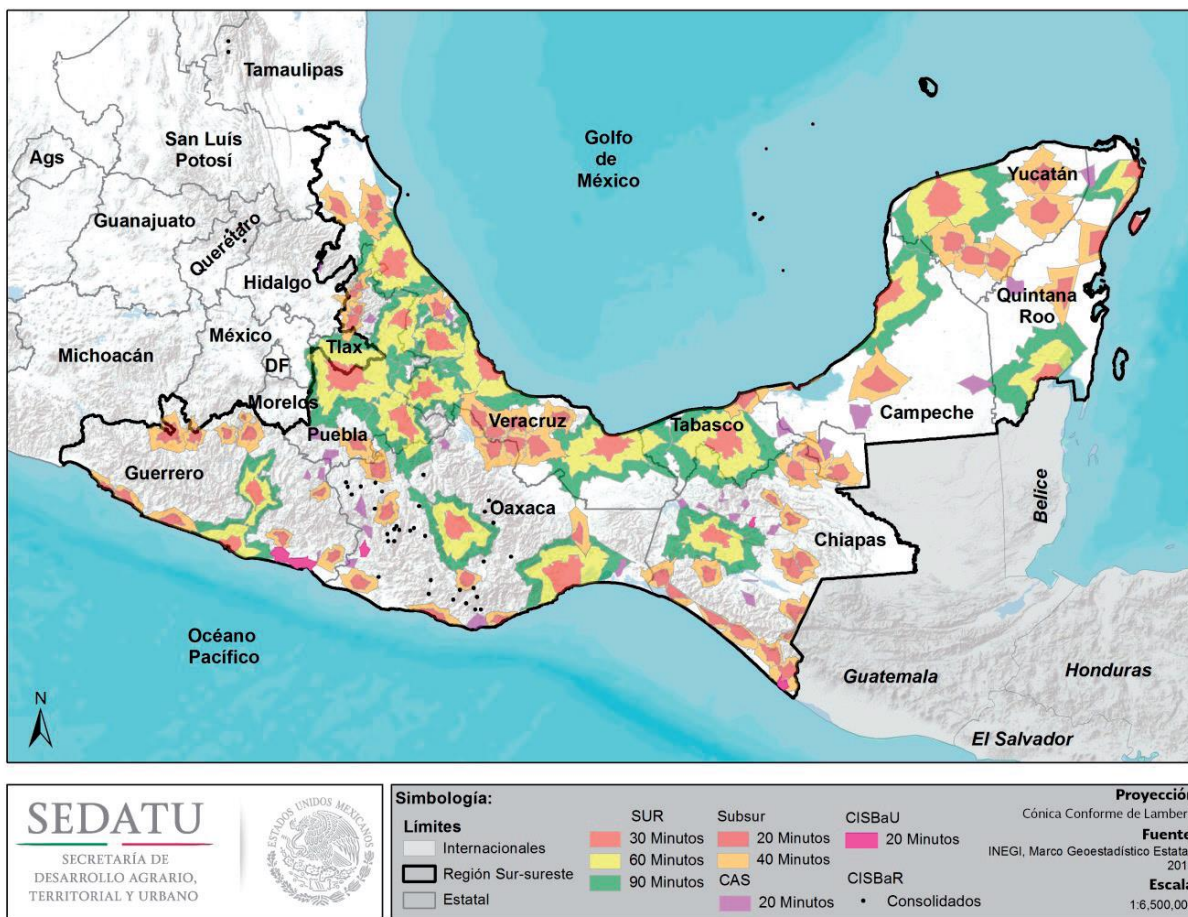 Tamaulipas
Golfo
de
México
San Luís
Potosí
Ags
Yucatán
Guanajuato
Querétaro
Hidalgo
Quintana
Roo
México
Michoacán
Tlax
DF
Morelos
Campeche
Veracruz
Tabasco
Puebla
Guerrero
Belice
Oaxaca
Chiapas
Océano
Pacífico
Guatemala
Honduras
N
El Salvador
SEDATU
SECRETARÍA DE
DESARROLLO AGRARIO,
TERRITORIAL Y URBANO
ESTADOS UNIDOS MEXICANOS
Simbología:
Límites
Internacionales
Región Sur-sureste
Estatal
SUR
30 Minutos
60 Minutos
90 Minutos
Subsur
20 Minutos
40 Minutos
CAS
20 Minutos
CISBaU
20 Minutos
CISBaR
Consolidados
Proyección
Cónica Conforme de Lamber
Fuente
INEGI, Marco Geoestadístico Estata
201
Escala
1:6,500,00